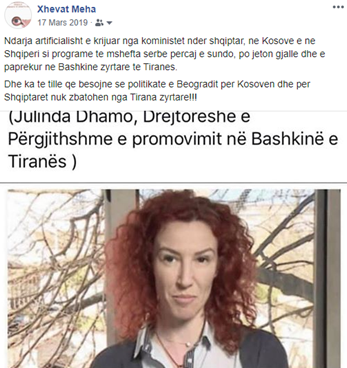 Xhevat Meha
17 Mars 2019 ·
Ndarja artificialisht e krijuar nga koministet nder shqiptar, ne Kosove e ne
Shqiperi si programe te mshefta serbe percaj e sundo, po jeton gjalle dhe e
paprekur ne Bashkine zyrtare te Tiranes.
Dhe ka te tille qe besojne se politikate e Beogradit per Kosoven dhe per
Shqiptaret nuk zbatohen nga Tirana zyrtare!!!
(Julinda Dhamo, Drejtoreshë e
Përgjithshme e promovimit në Bashkinë e
Tiranës )